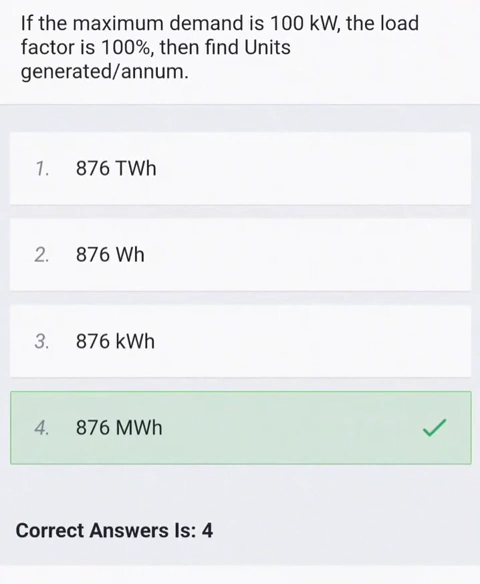 If the maximum demand is 100 kW, the load
factor is 100%, then find Units
generated/annum.
1. 876 TWh
2. 876 Wh
3. 876 kWh
4. 876 MWh
Correct Answers Is: 4